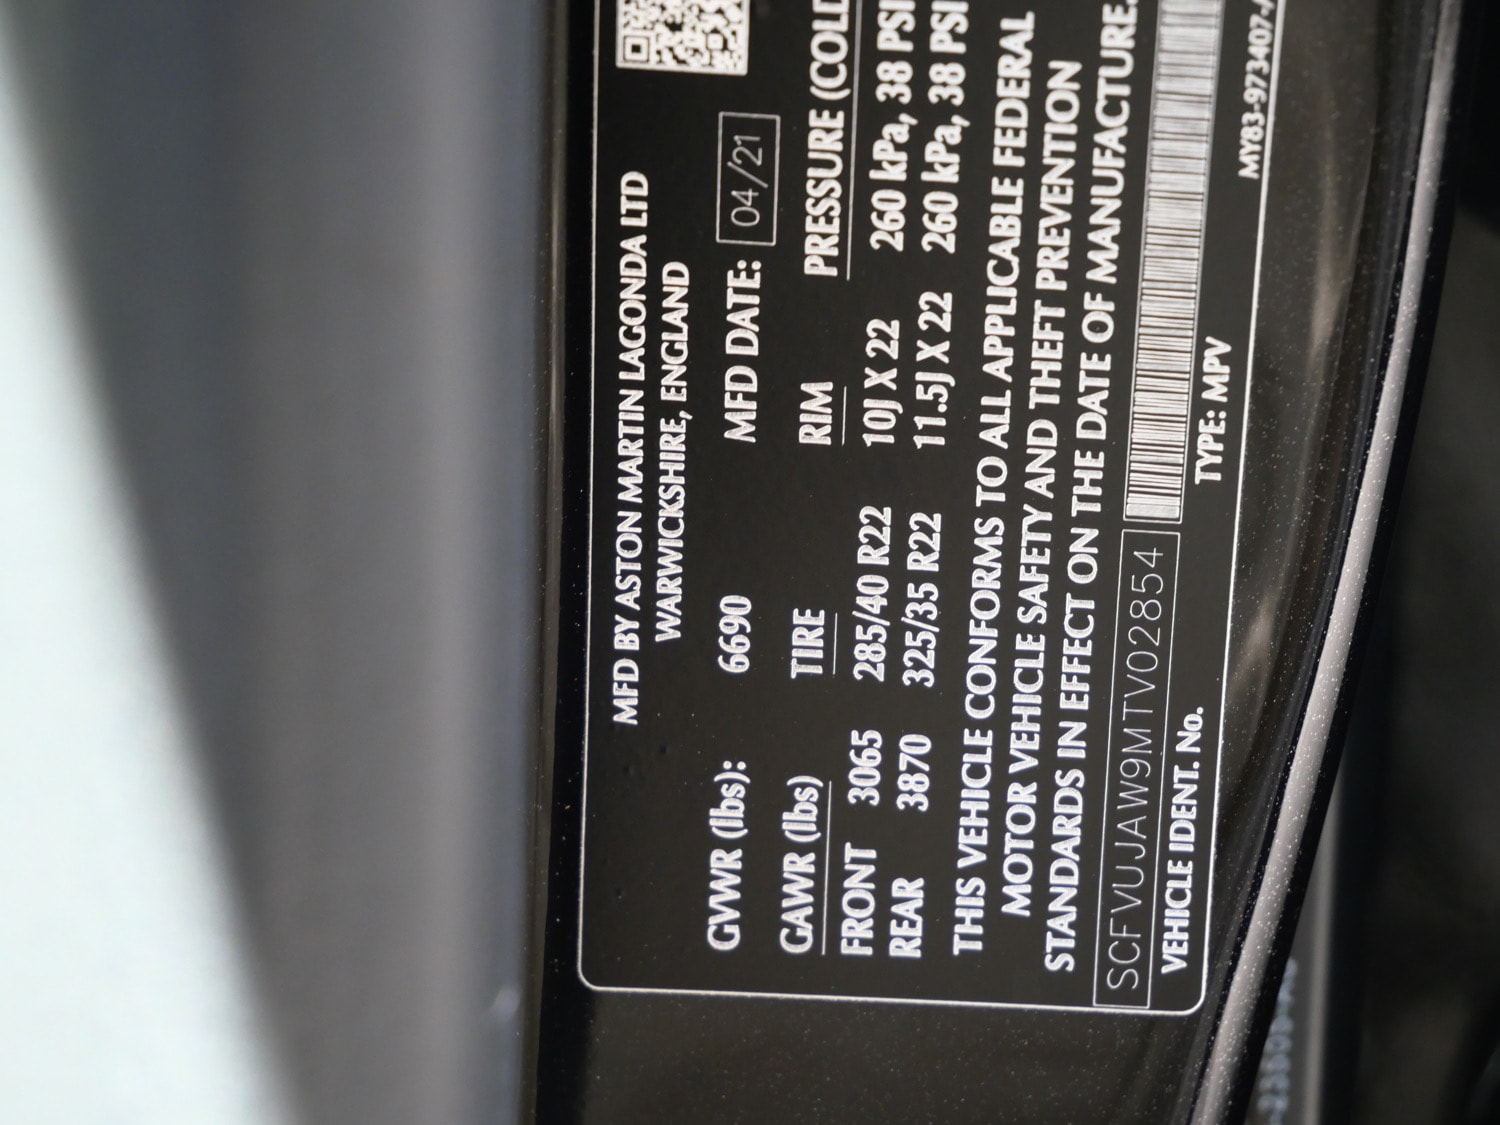 MFD BY ASTON MARTIN LAGONDA LTD
WARWICKSHIRE, ENGLAND
GVWR (lbs): 6690 MFD DATE: 04/21
GAWR (lbs) TIRE RIM PRESSURE (COLD
FRONT 3065 285/40 R22 10J X 22 260 kPa, 38 PSI
REAR 3870 325/35 R22 11.5J X 22 260 kPa, 38 PSI
THIS VEHICLE CONFORMS TO ALL APPLICABLE FEDERAL
MOTOR VEHICLE SAFETY AND THEFT PREVENTION
STANDARDS IN EFFECT ON THE DATE OF MANUFACTURE.
SCFVUJAW9MTV02854
VEHICLE IDENT. No. TYPE: MPV
MY83-973407-